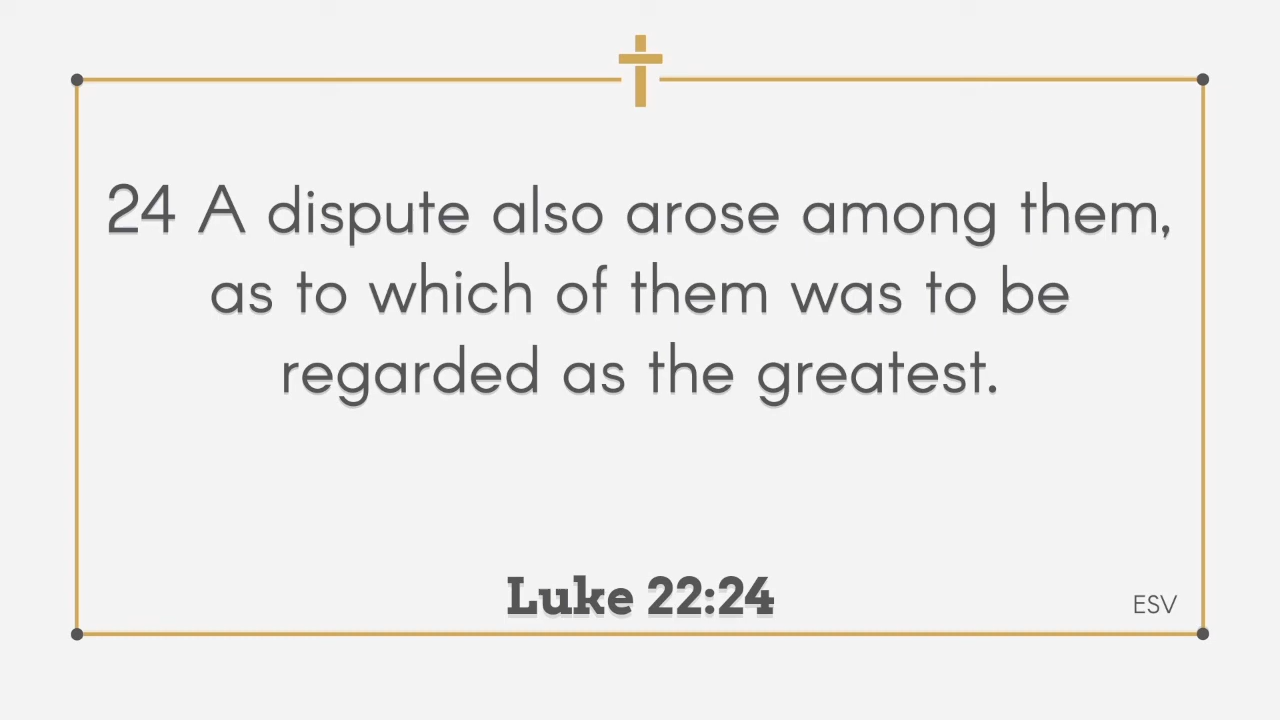 24 A dispute also arose among them,
as to which of them was to be
regarded as the greatest.
Luke 22:24
ESV